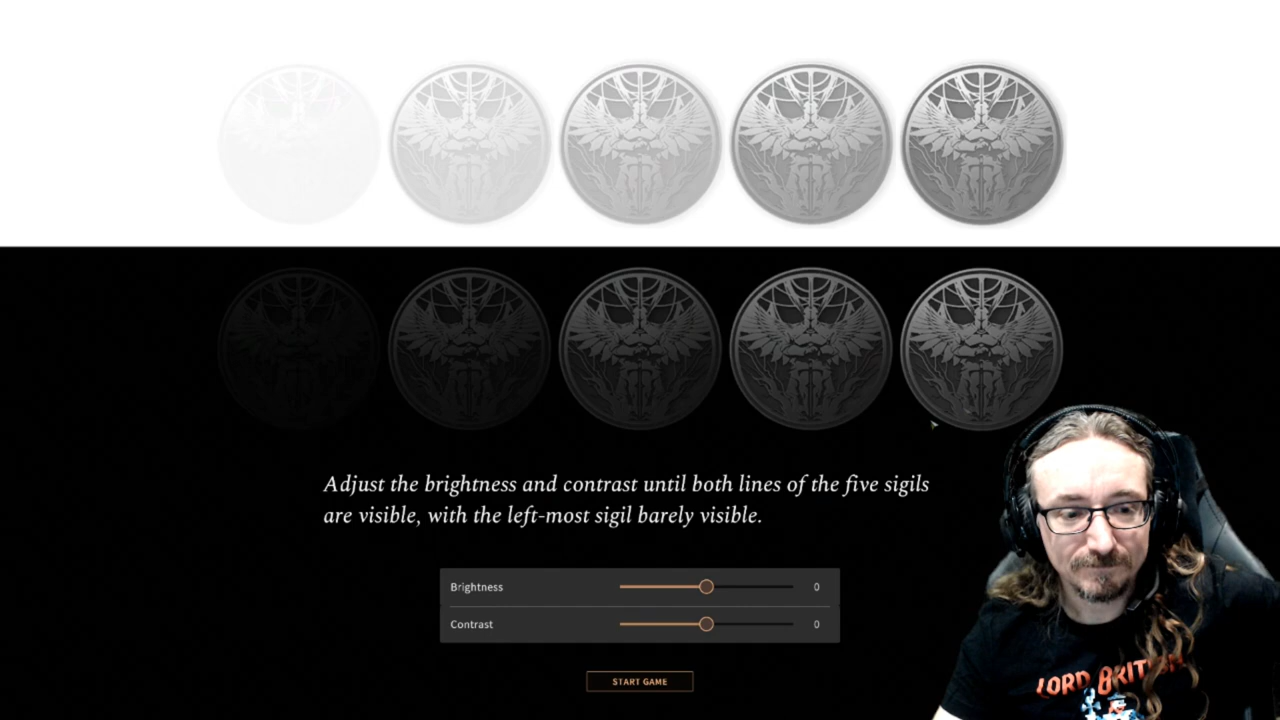 Adjust the brightness and contrast until both lines of the five sigils
are visible, with the left-most sigil barely visible.
Brightness 0
Contrast 0
START GAME
LORD BRITISH